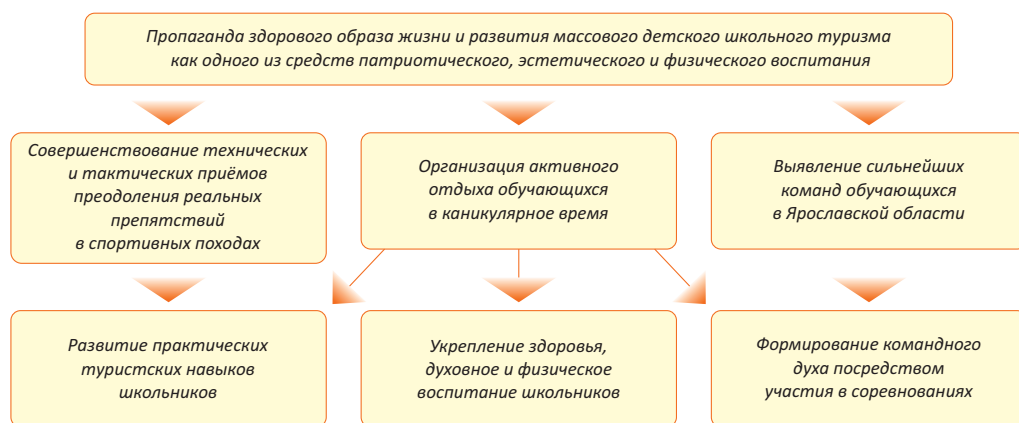 Пропаганда здорового образа жизни и развития массового детского школьного туризма
как одного из средств патриотического, эстетического и физического воспитания
Совершенствование технических
и тактических приёмов
преодоления реальных
препятствий
в спортивных походах
Организация активного
отдыха обучающихся
в каникулярное время
Выявление сильнейших
команд обучающихся
в Ярославской области
Развитие практических
туристских навыков
школьников
Укрепление здоровья,
духовное и физическое
воспитание школьников
Формирование командного
духа посредством
участия в соревнованиях